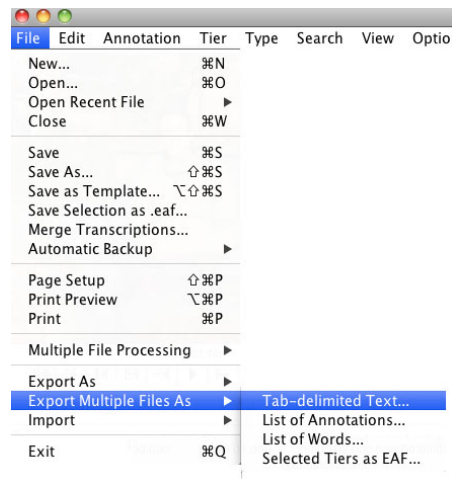 File Edit Annotation Tier Type Search View Optio
New... ⌘N
Open... ⌘O
Open Recent File ▶
Close ⌘W
Save ⌘S
Save As... ⇧⌘S
Save as Template... ⌥⇧⌘S
Save Selection as .eaf...
Merge Transcriptions...
Automatic Backup ▶
Page Setup ⇧⌘P
Print Preview ⌥⌘P
Print ⌘P
Multiple File Processing ▶
Export As ▶
Export Multiple Files As ▶ Tab-delimited Text...
Import ▶ List of Annotations...
List of Words...
Exit ⌘Q Selected Tiers as EAF...